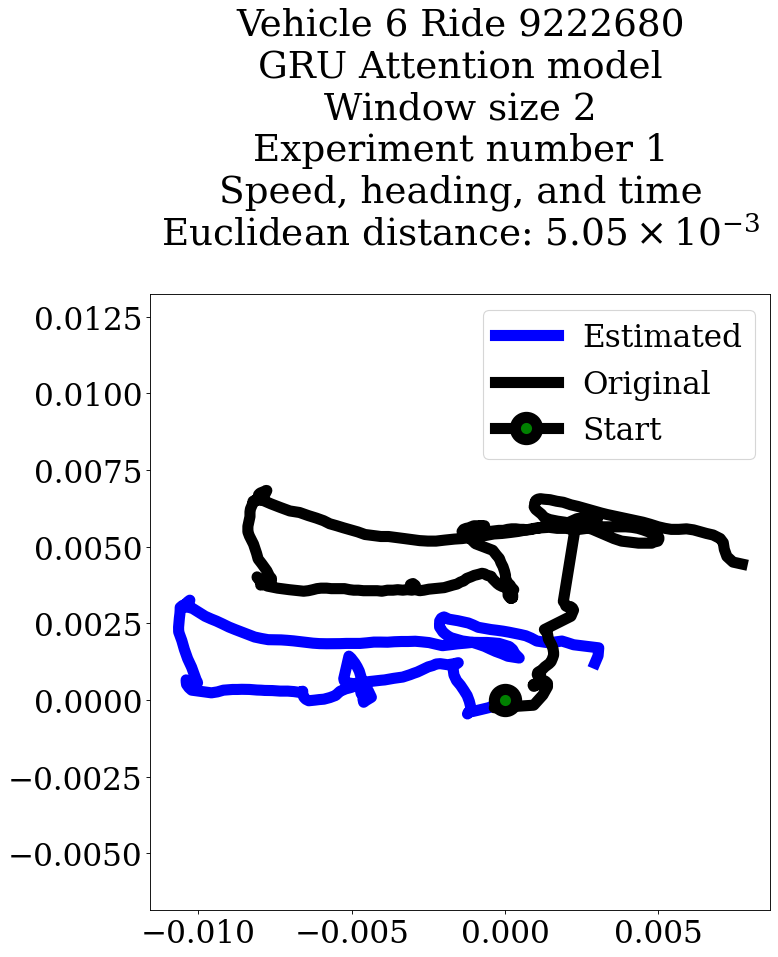 Vehicle 6 Ride 9222680
GRU Attention model
Window size 2
Experiment number 1
Speed, heading, and time
Euclidean distance: 5.05 × 10⁻³
Estimated
Original
Start
0.0125
0.0100
0.0075
0.0050
0.0025
0.0000
−0.0025
−0.0050
−0.010 −0.005 0.000 0.005